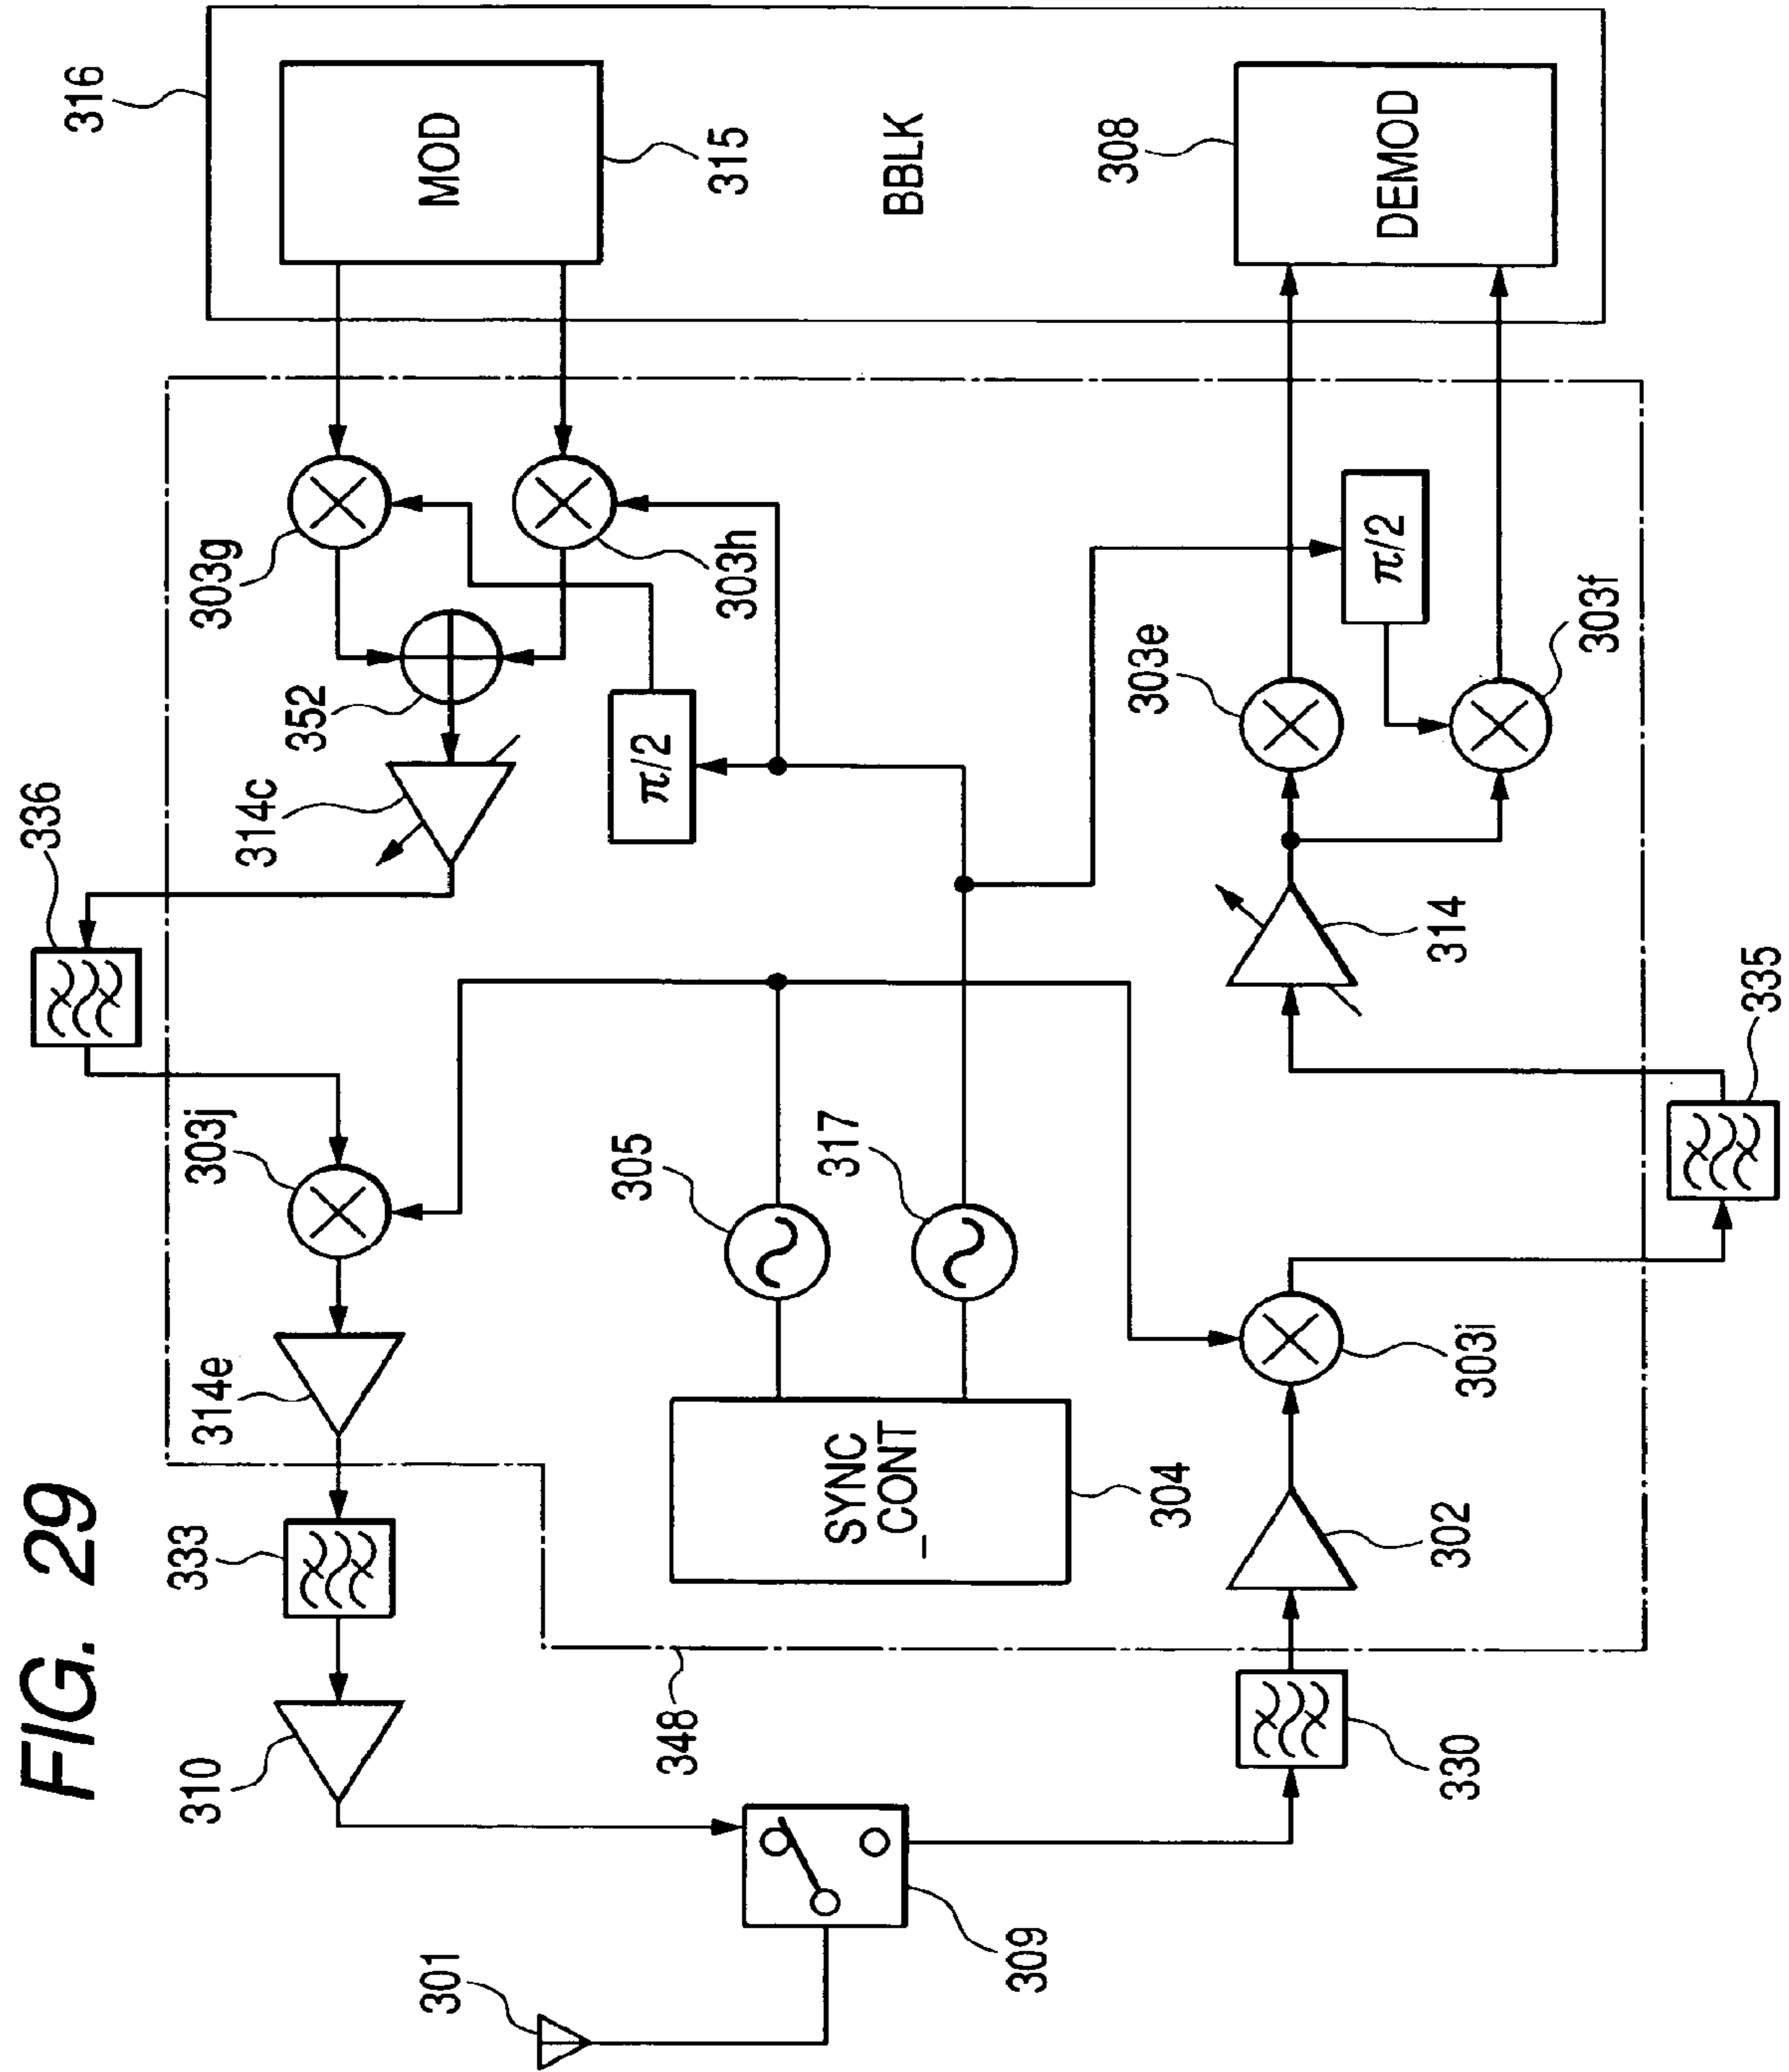 FIG. 29
316
MOD
315
BBLK
308
DEMOD
303g
303h
352
314c
π/2
336
303e
π/2
303f
314
335
303j
305
317
314e
SYNC
_CONT
304
303i
302
333
310
348
330
309
301